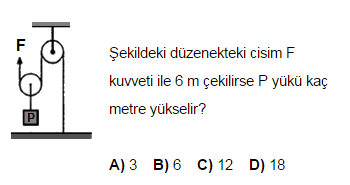 F
P
Şekildeki düzenekteki cisim F
kuvveti ile 6 m çekilirse P yükü kaç
metre yükselir?
A) 3 B) 6 C) 12 D) 18